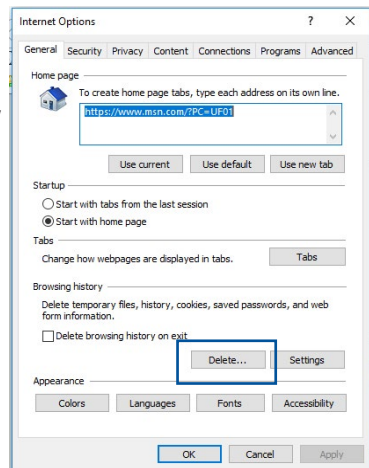 Internet Options ? X
General Security Privacy Content Connections Programs Advanced
Home page
To create home page tabs, type each address on its own line.
https://www.msn.com/?PC=UF01
Use current Use default Use new tab
Startup
Start with tabs from the last session
Start with home page
Tabs
Change how webpages are displayed in tabs. Tabs
Browsing history
Delete temporary files, history, cookies, saved passwords, and web
form information.
Delete browsing history on exit
Delete... Settings
Appearance
Colors Languages Fonts Accessibility
OK Cancel Apply